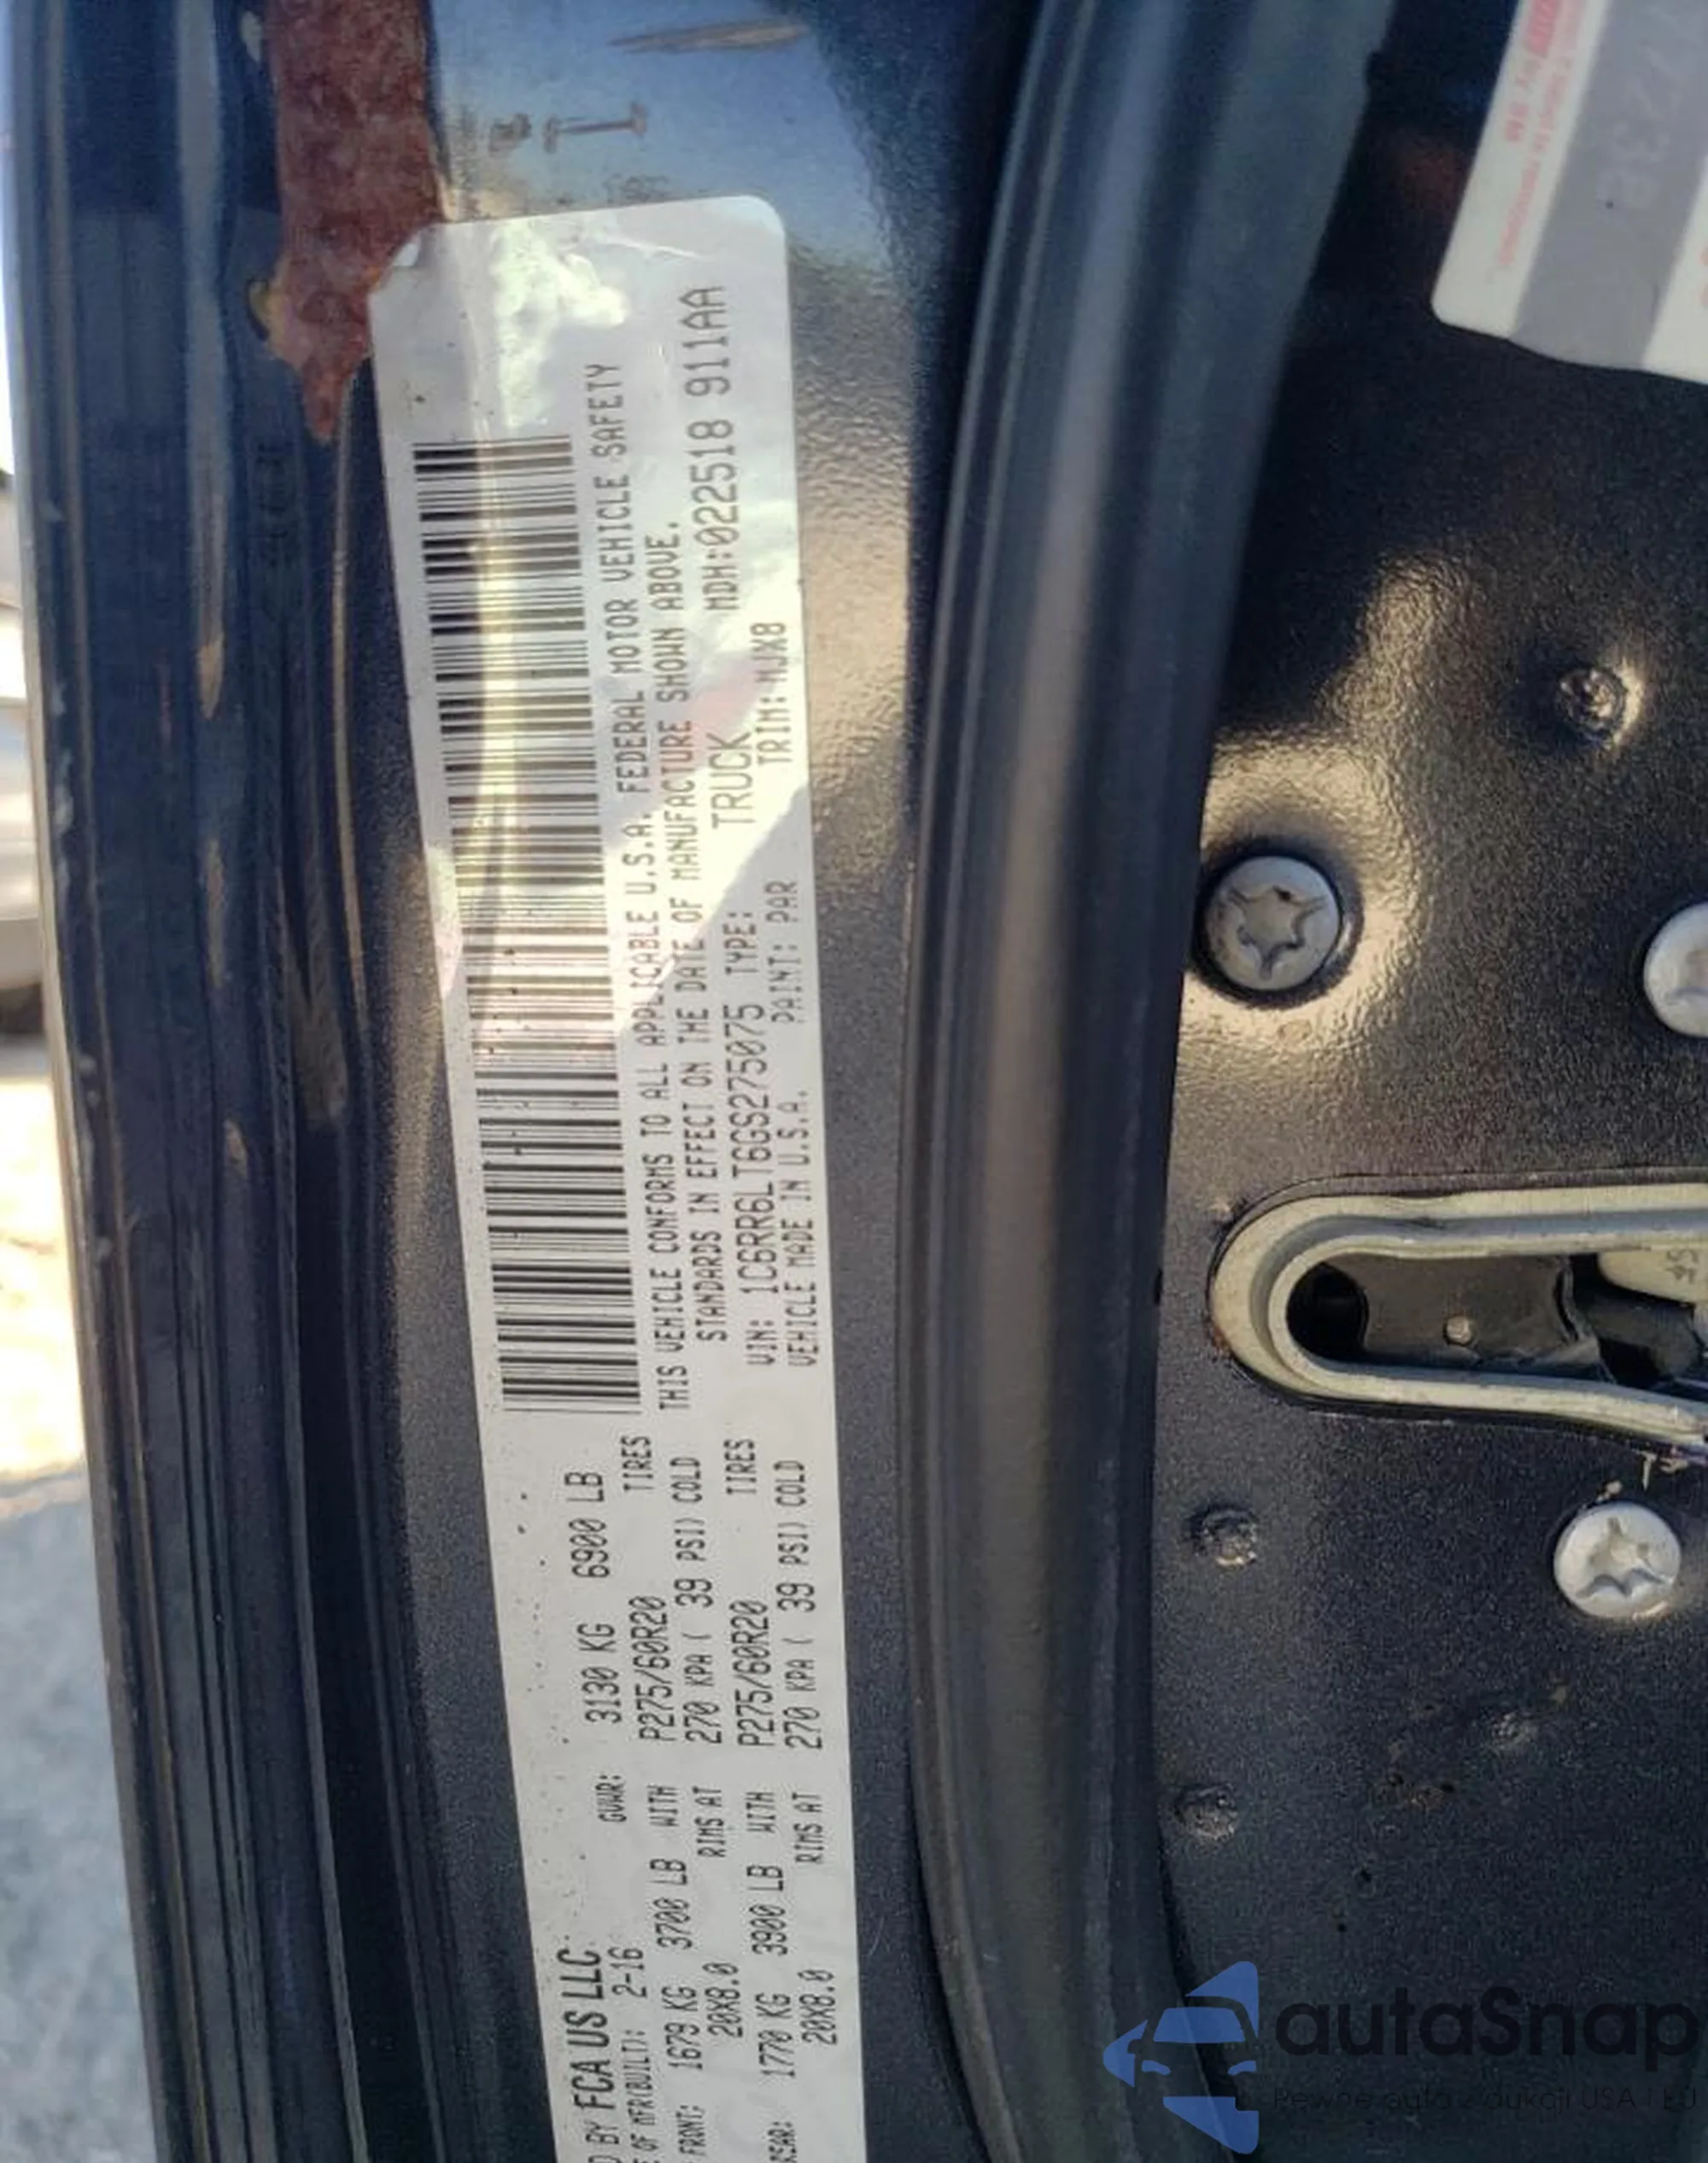 D BY FCA US LLC
E OF MFR(BUILT): 2-16 GVWR: 3130 KG 6900 LB
FRONT: 1679 KG 3700 LB WITH P275/60R20 TIRES
20X8.0 RIMS AT 270 KPA ( 39 PSI) COLD
REAR: 1770 KG 3900 LB WITH P275/60R20 TIRES
20X8.0 RIMS AT 270 KPA ( 39 PSI) COLD
THIS VEHICLE CONFORMS TO ALL APPLICABLE U.S.A. FEDERAL MOTOR VEHICLE SAFETY
STANDARDS IN EFFECT ON THE DATE OF MANUFACTURE SHOWN ABOVE.
VIN: 1C6RR6LT6GS275075 TYPE: TRUCK MDH:022518 911AA
VEHICLE MADE IN U.S.A. PAINT: PAR TRIM:MJX8
autaSnap